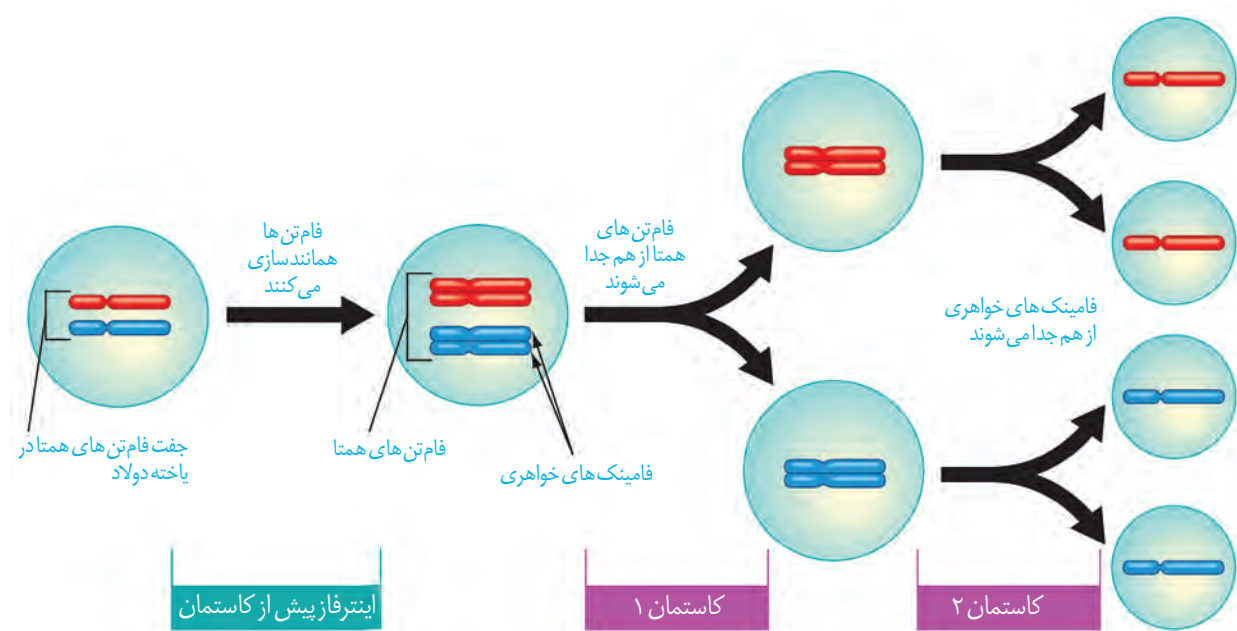 جفت فام‌تن‌های همتا در
یاخته دولاد
فام‌تن‌ها
همانندسازی
می‌کنند
فام‌تن‌های همتا
فامینک‌های خواهری
فام‌تن‌های
همتا از هم جدا
می‌شوند
فامینک‌های خواهری
از هم جدا می‌شوند
اینترفاز پیش از کاستمان
کاستمان ۱
کاستمان ۲